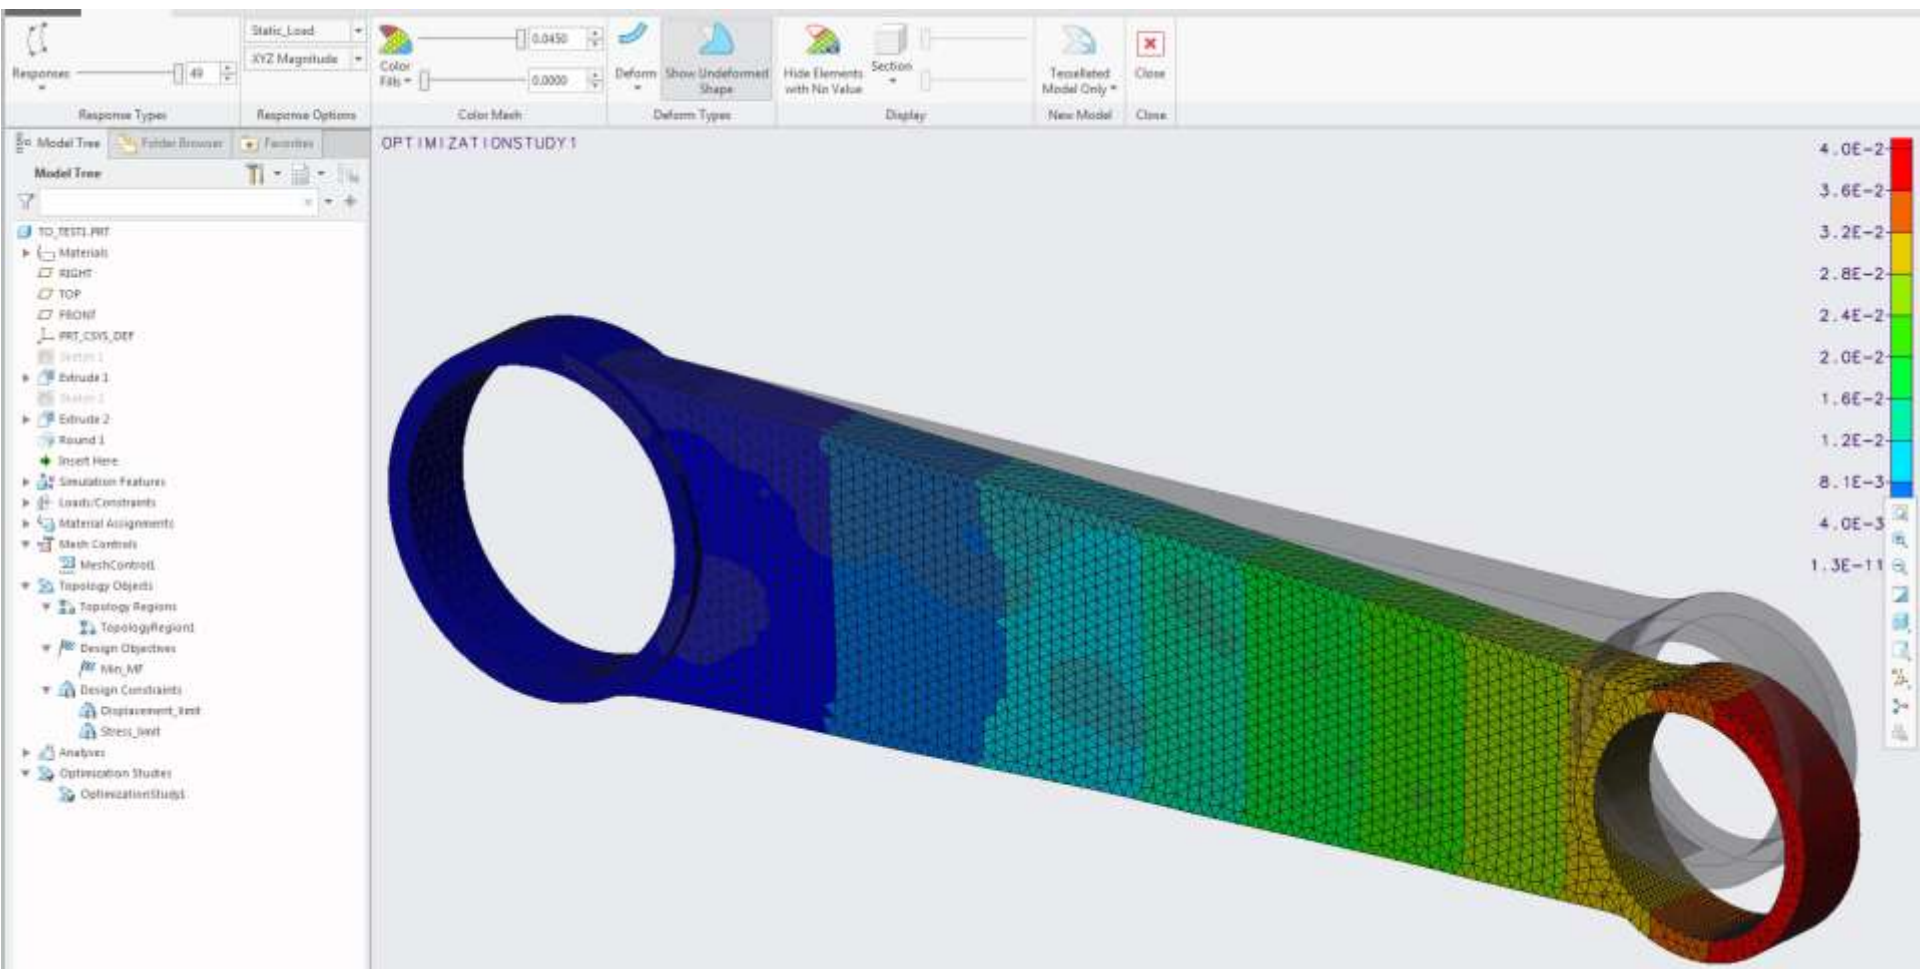 Static_Load
0.0450
XYZ Magnitude
Responses
49
Color
Fills
0.0000
Deform
Show Undeformed
Shape
Hide Elements
with No Value
Section
Tessellated
Model Only
Close
Response Types
Response Options
Color Mesh
Deform Types
Display
New Model
Close
Model Tree
Folder Browser
Favorites
OPTIMIZATIONSTUDY1
Model Tree
TO_TEST1.PRT
Materials
RIGHT
TOP
FRONT
PRT_CSYS_DEF
Sketch 1
Extrude 1
Sketch 2
Extrude 2
Round 1
Insert Here
Simulation Features
Loads/Constraints
Material Assignments
Mesh Controls
MeshControl1
Topology Objects
Topology Regions
TopologyRegion1
Design Objectives
Min_MF
Design Constraints
Displacement_limit
Stress_limit
Analyses
Optimization Studies
OptimizationStudy1
4.0E-2
3.6E-2
3.2E-2
2.8E-2
2.4E-2
2.0E-2
1.6E-2
1.2E-2
8.1E-3
4.0E-3
1.3E-11